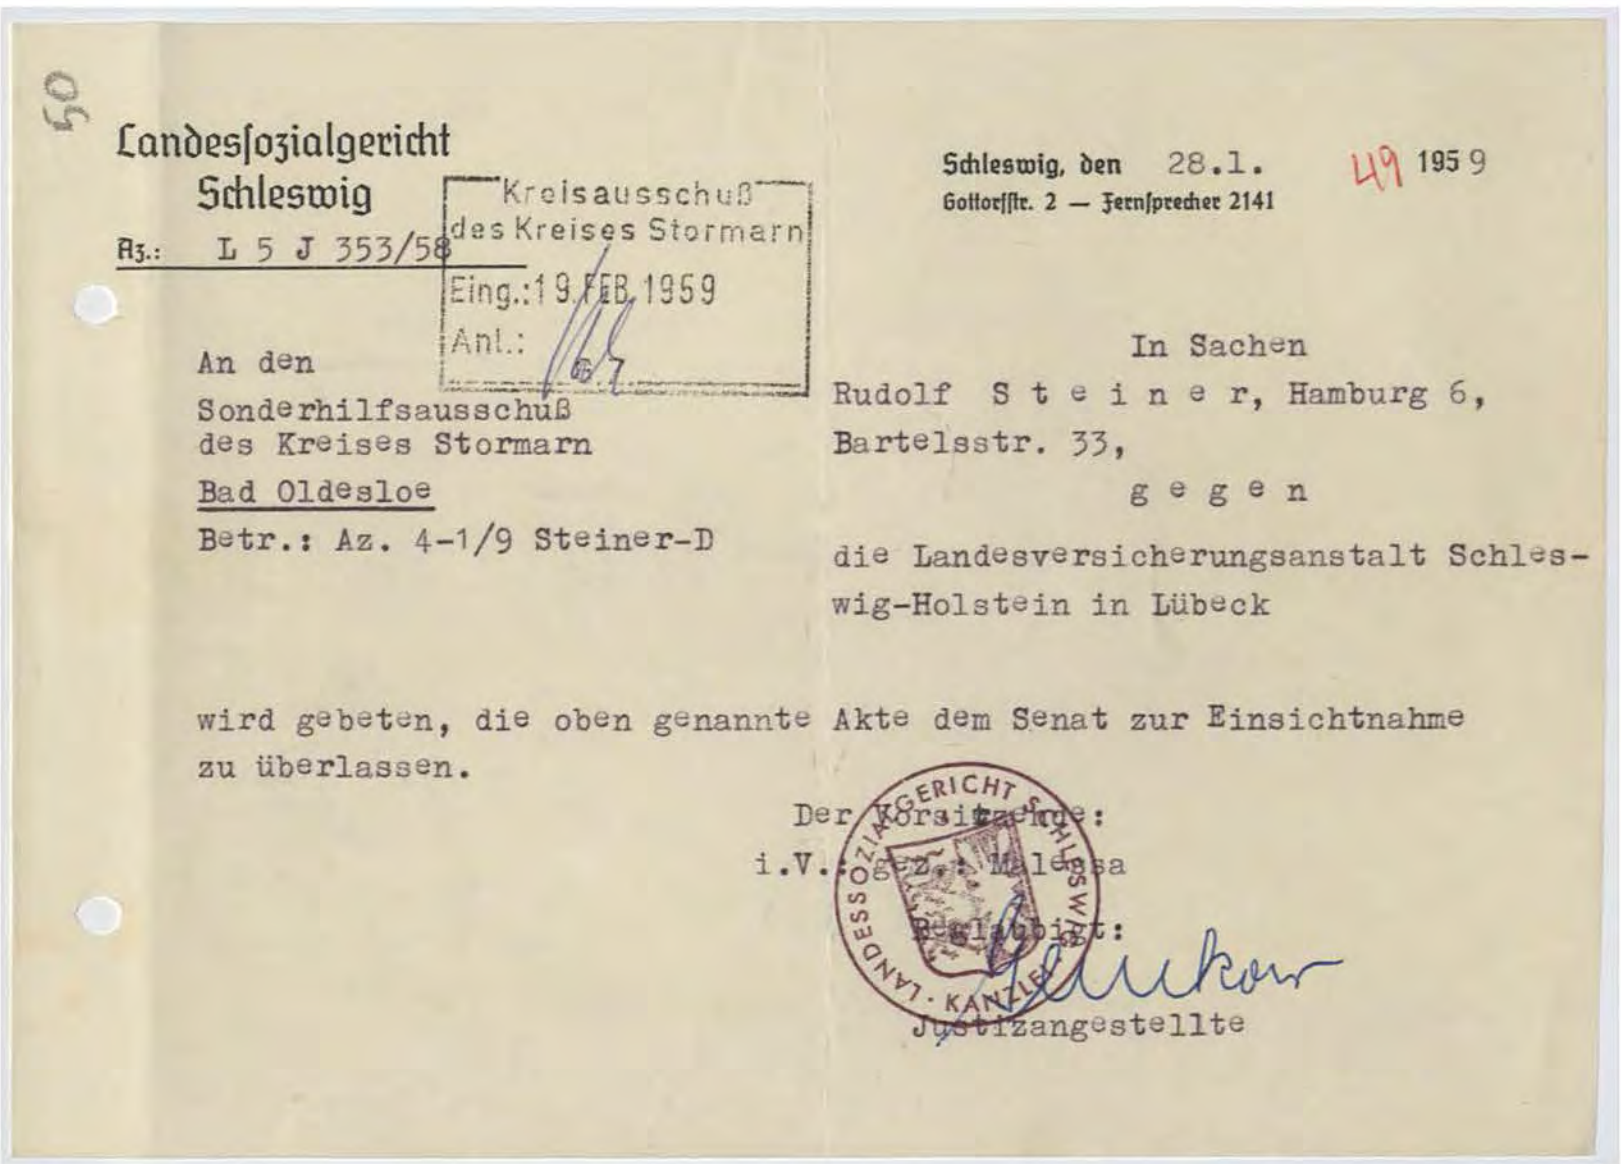 50
Landessozialgericht
Schleswig
Az.: L 5 J 353/58
Kreisausschuß
des Kreises Stormarn
Eing.: 19. FEB. 1959
Anl.:
Schleswig, den 28.1. 1959
Gottorfstr. 2 — Fernsprecher 2141
49
An den
Sonderhilfsausschuß
des Kreises Stormarn
Bad Oldesloe
Betr.: Az. 4-1/9 Steiner-D
In Sachen
Rudolf S t e i n e r, Hamburg 6,
Bartelsstr. 33,
g e g e n
die Landesversicherungsanstalt Schles-
wig-Holstein in Lübeck
wird gebeten, die oben genannte Akte dem Senat zur Einsichtnahme
zu überlassen.
Der Vorsitzende:
i.V.: gez.: Malessa
Beglaubigt:
Justizangestellte
LANDESSOZIALGERICHT SCHLESWIG · KANZLEI ·